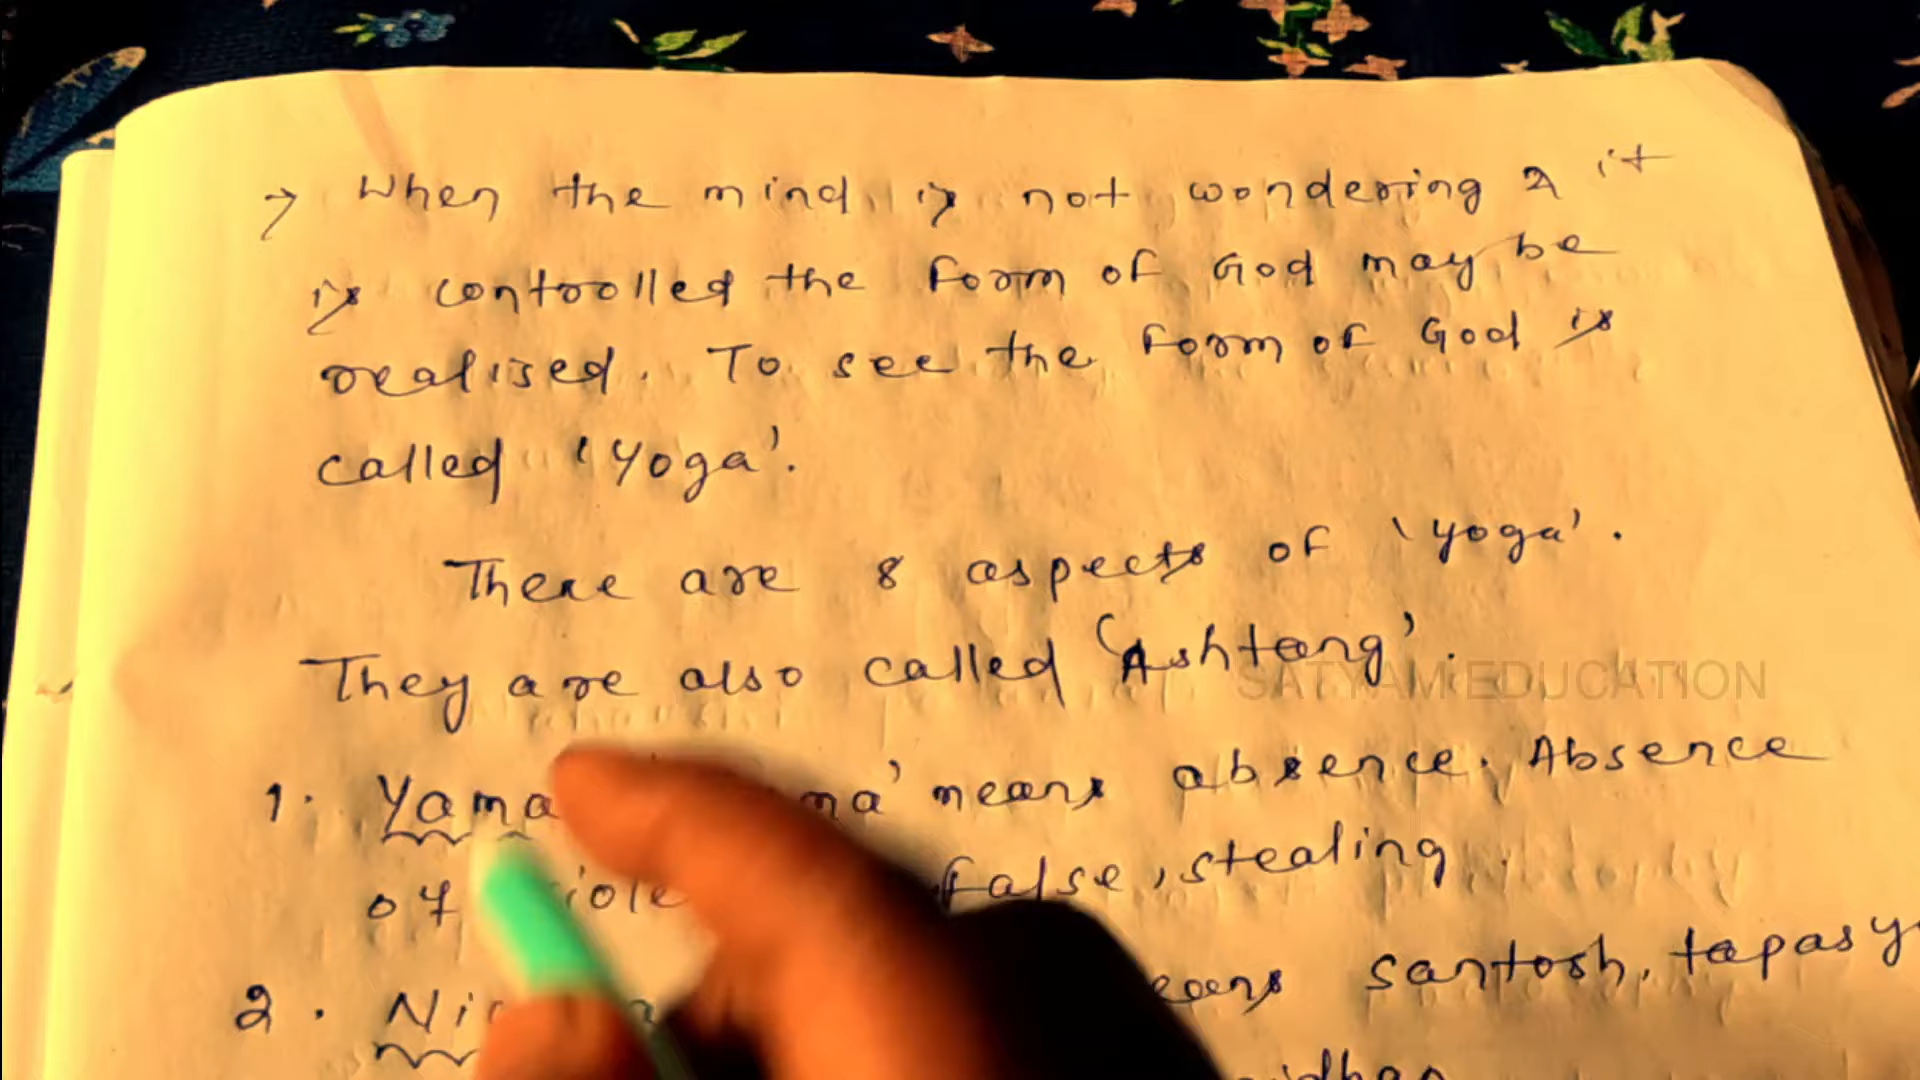 → When the mind is not wondering & it
is controlled the form of God may be
realised. To see the form of God is
called 'Yoga'.
There are 8 aspects of 'yoga'.
They are also called 'Ashtang'.
SATYAM EDUCATION
1. Yama means absence. Absence
of false, stealing
2. santosh,